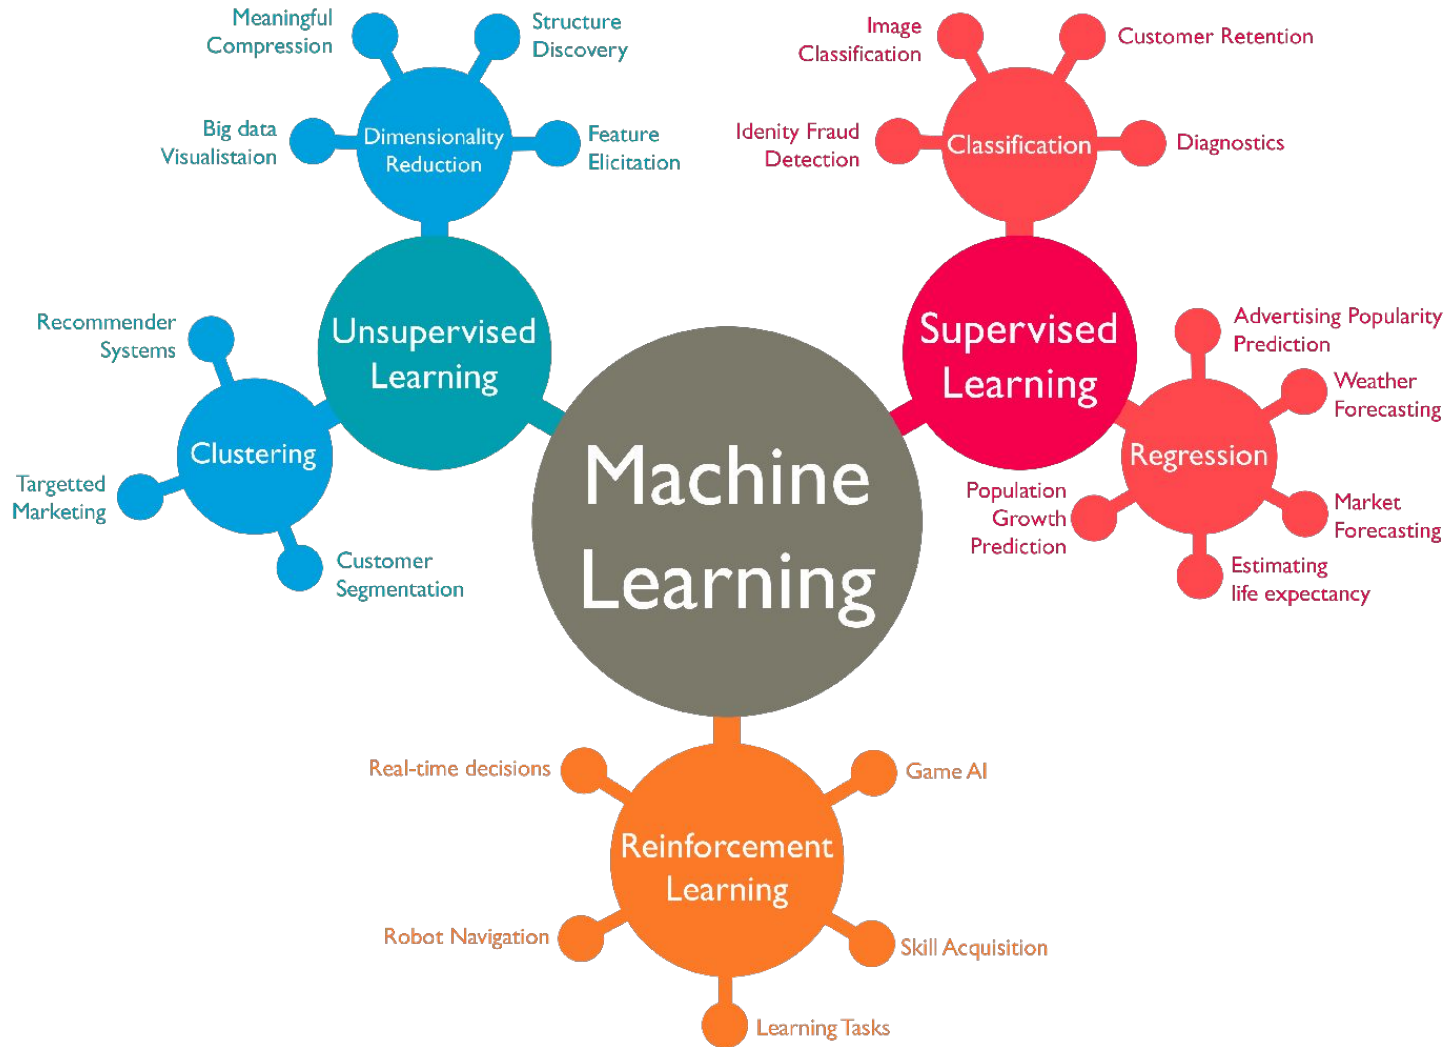 Meaningful
Compression
Structure
Discovery
Big data
Visualistaion
Dimensionality
Reduction
Feature
Elicitation
Image
Classification
Customer Retention
Idenity Fraud
Detection
Classification
Diagnostics
Unsupervised
Learning
Recommender
Systems
Clustering
Targetted
Marketing
Customer
Segmentation
Machine
Learning
Supervised
Learning
Advertising Popularity
Prediction
Weather
Forecasting
Regression
Population
Growth
Prediction
Market
Forecasting
Estimating
life expectancy
Real-time decisions
Game AI
Reinforcement
Learning
Robot Navigation
Skill Acquisition
Learning Tasks